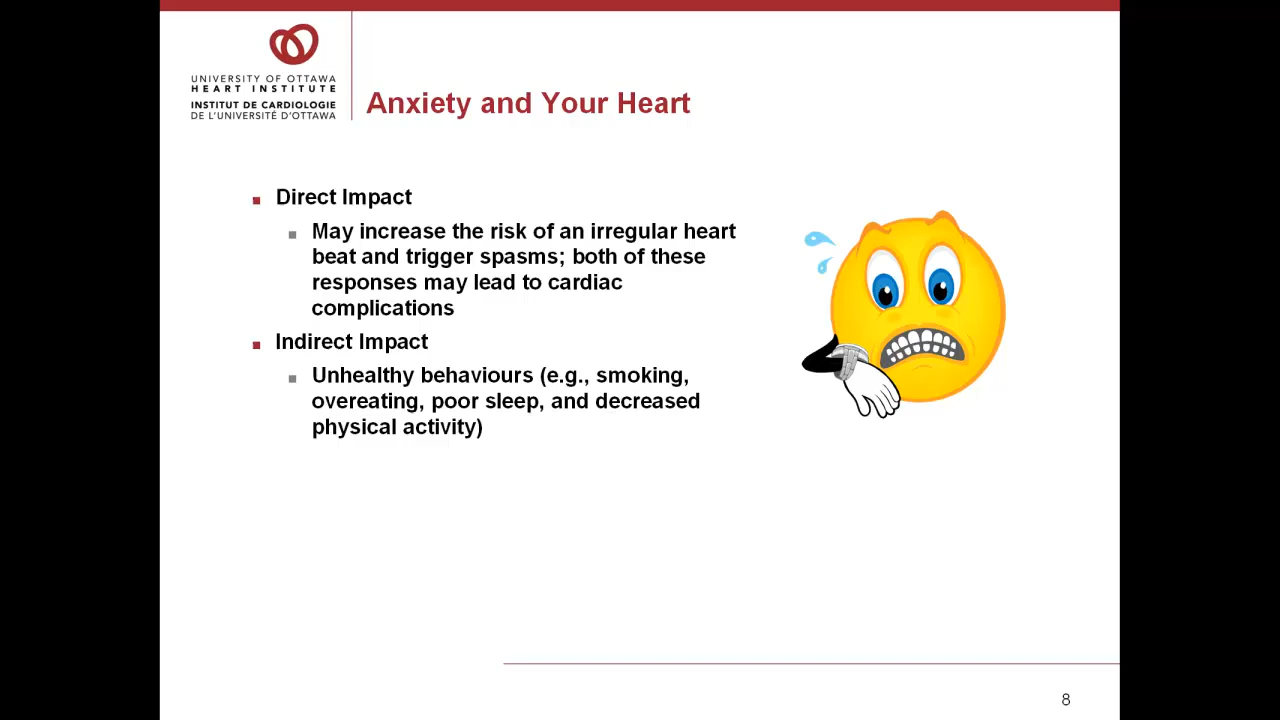 UNIVERSITY OF OTTAWA
HEART INSTITUTE
INSTITUT DE CARDIOLOGIE
DE L'UNIVERSITÉ D'OTTAWA
Anxiety and Your Heart
Direct Impact
May increase the risk of an irregular heart
beat and trigger spasms; both of these
responses may lead to cardiac
complications
Indirect Impact
Unhealthy behaviours (e.g., smoking,
overeating, poor sleep, and decreased
physical activity)
8